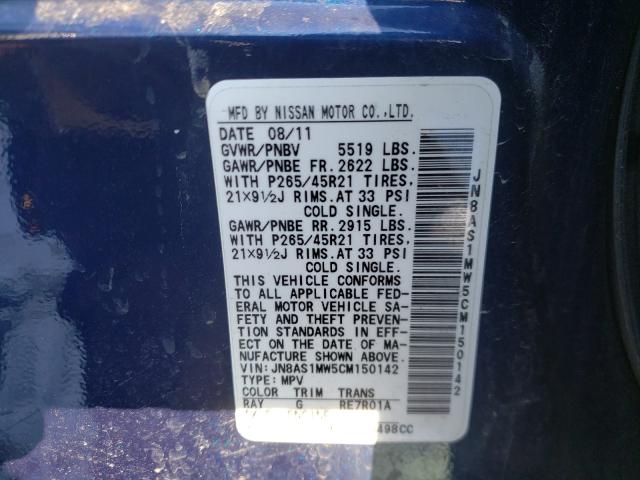 MFD BY NISSAN MOTOR CO.,LTD.
DATE 08/11
GVWR/PNBV 5519 LBS.
GAWR/PNBE FR. 2622 LBS.
WITH P265/45R21 TIRES,
21×9½J RIMS.AT 33 PSI
COLD SINGLE.
GAWR/PNBE RR. 2915 LBS.
WITH P265/45R21 TIRES,
21×9½J RIMS.AT 33 PSI
COLD SINGLE.
THIS VEHICLE CONFORMS
TO ALL APPLICABLE FED-
ERAL MOTOR VEHICLE SA-
FETY AND THEFT PREVEN-
TION STANDARDS IN EFF-
ECT ON THE DATE OF MA-
NUFACTURE SHOWN ABOVE.
VIN:JN8AS1MW5CM150142
TYPE:MPV
COLOR TRIM TRANS
RAY G RE7R01A
498CC
JN8AS1MW5CM150142